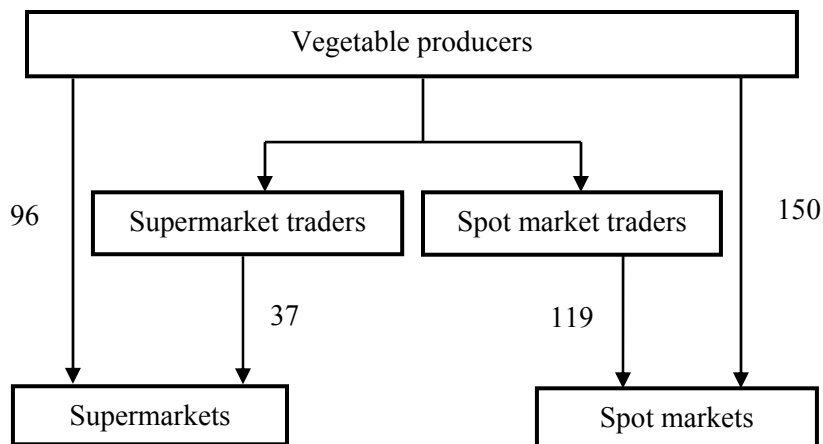 Vegetable producers
Supermarket traders
Spot market traders
96
150
37
119
Supermarkets
Spot markets